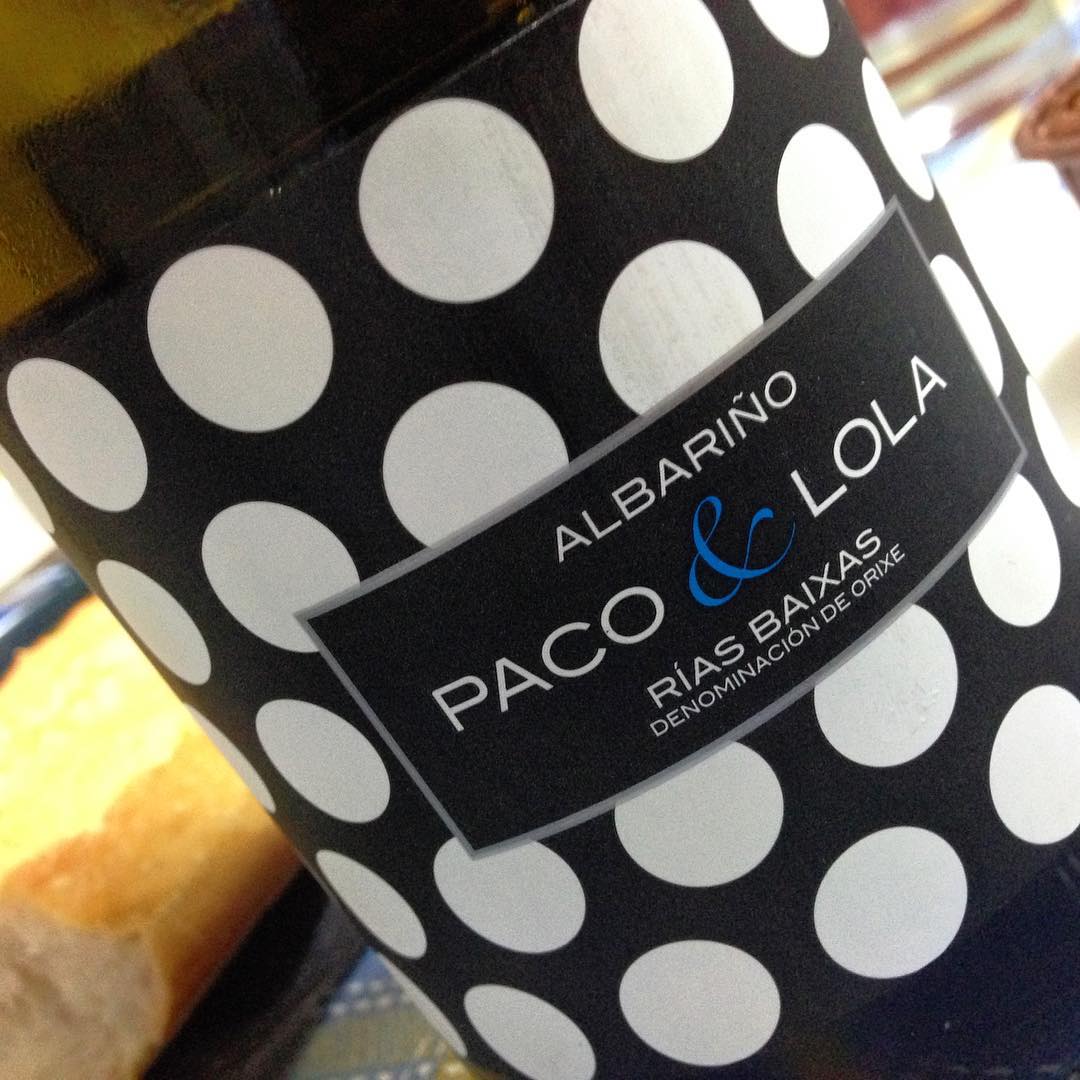 ALBARIÑO
PACO & LOLA
RÍAS BAIXAS
DENOMINACIÓN DE ORIXE